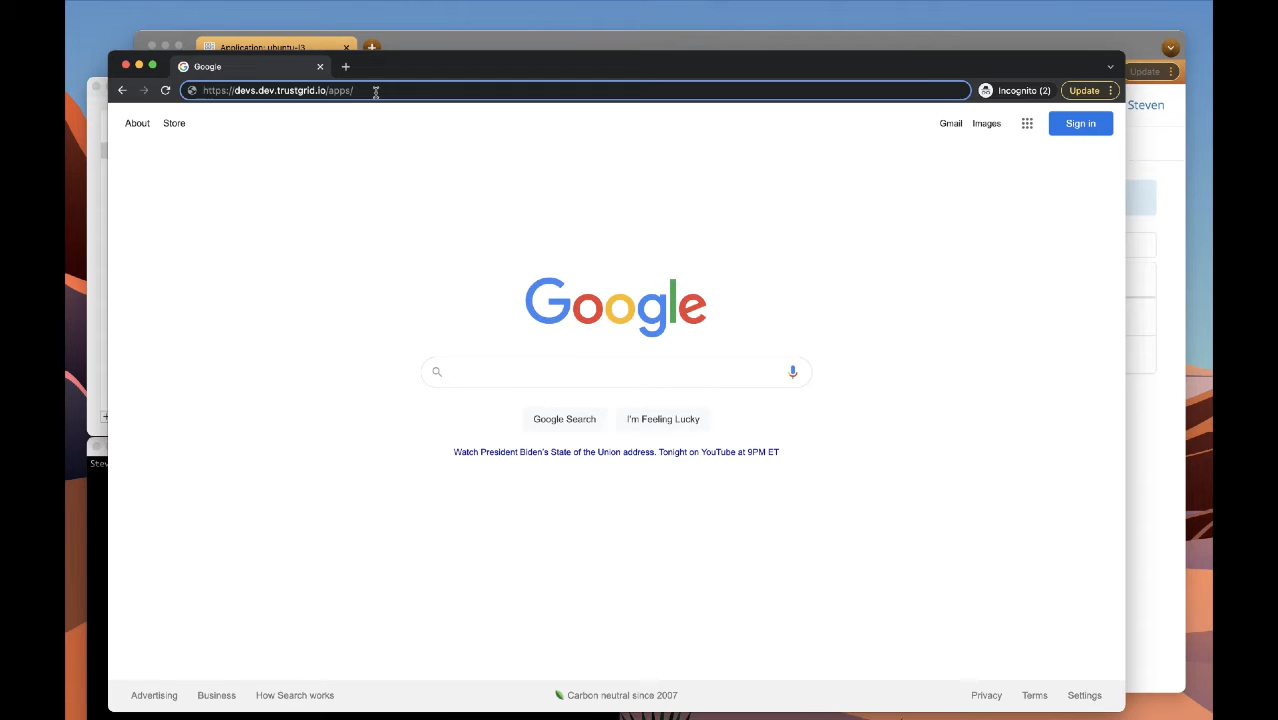 Application: ubuntu-l3
Google
https://devs.dev.trustgrid.io/apps/
Incognito (2)
Update
Update
Steven
About
Store
Gmail
Images
Sign in
Google
Google Search
I'm Feeling Lucky
Watch President Biden's State of the Union address. Tonight on YouTube at 9PM ET
Stev
Advertising
Business
How Search works
Carbon neutral since 2007
Privacy
Terms
Settings